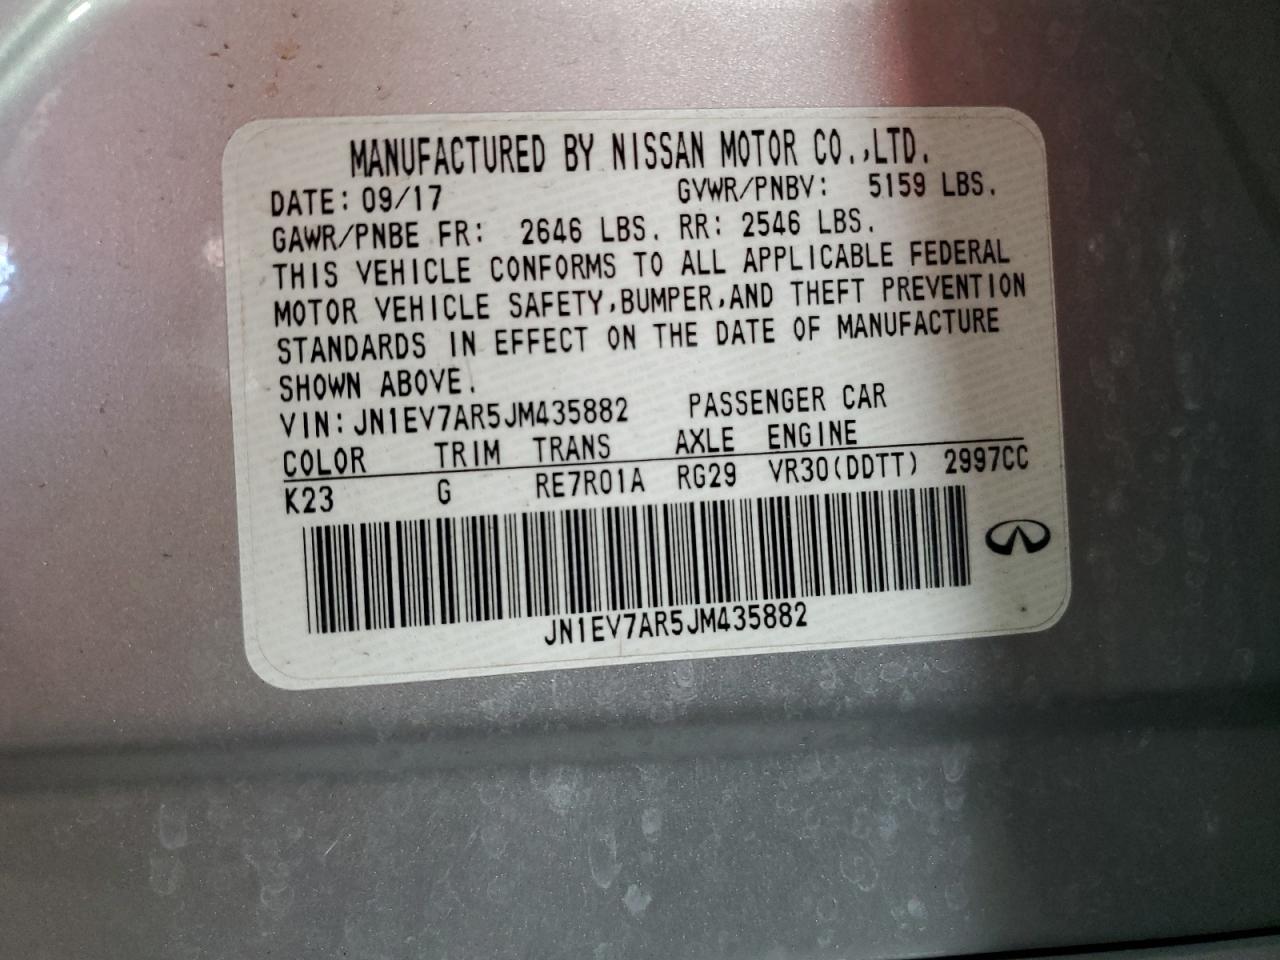 MANUFACTURED BY NISSAN MOTOR CO.,LTD.
DATE: 09/17 GVWR/PNBV: 5159 LBS.
GAWR/PNBE FR: 2646 LBS. RR: 2546 LBS.
THIS VEHICLE CONFORMS TO ALL APPLICABLE FEDERAL
MOTOR VEHICLE SAFETY,BUMPER,AND THEFT PREVENTION
STANDARDS IN EFFECT ON THE DATE OF MANUFACTURE
SHOWN ABOVE.
VIN:JN1EV7AR5JM435882 PASSENGER CAR
COLOR TRIM TRANS AXLE ENGINE
K23 G RE7R01A RG29 VR30(DDTT) 2997CC
JN1EV7AR5JM435882